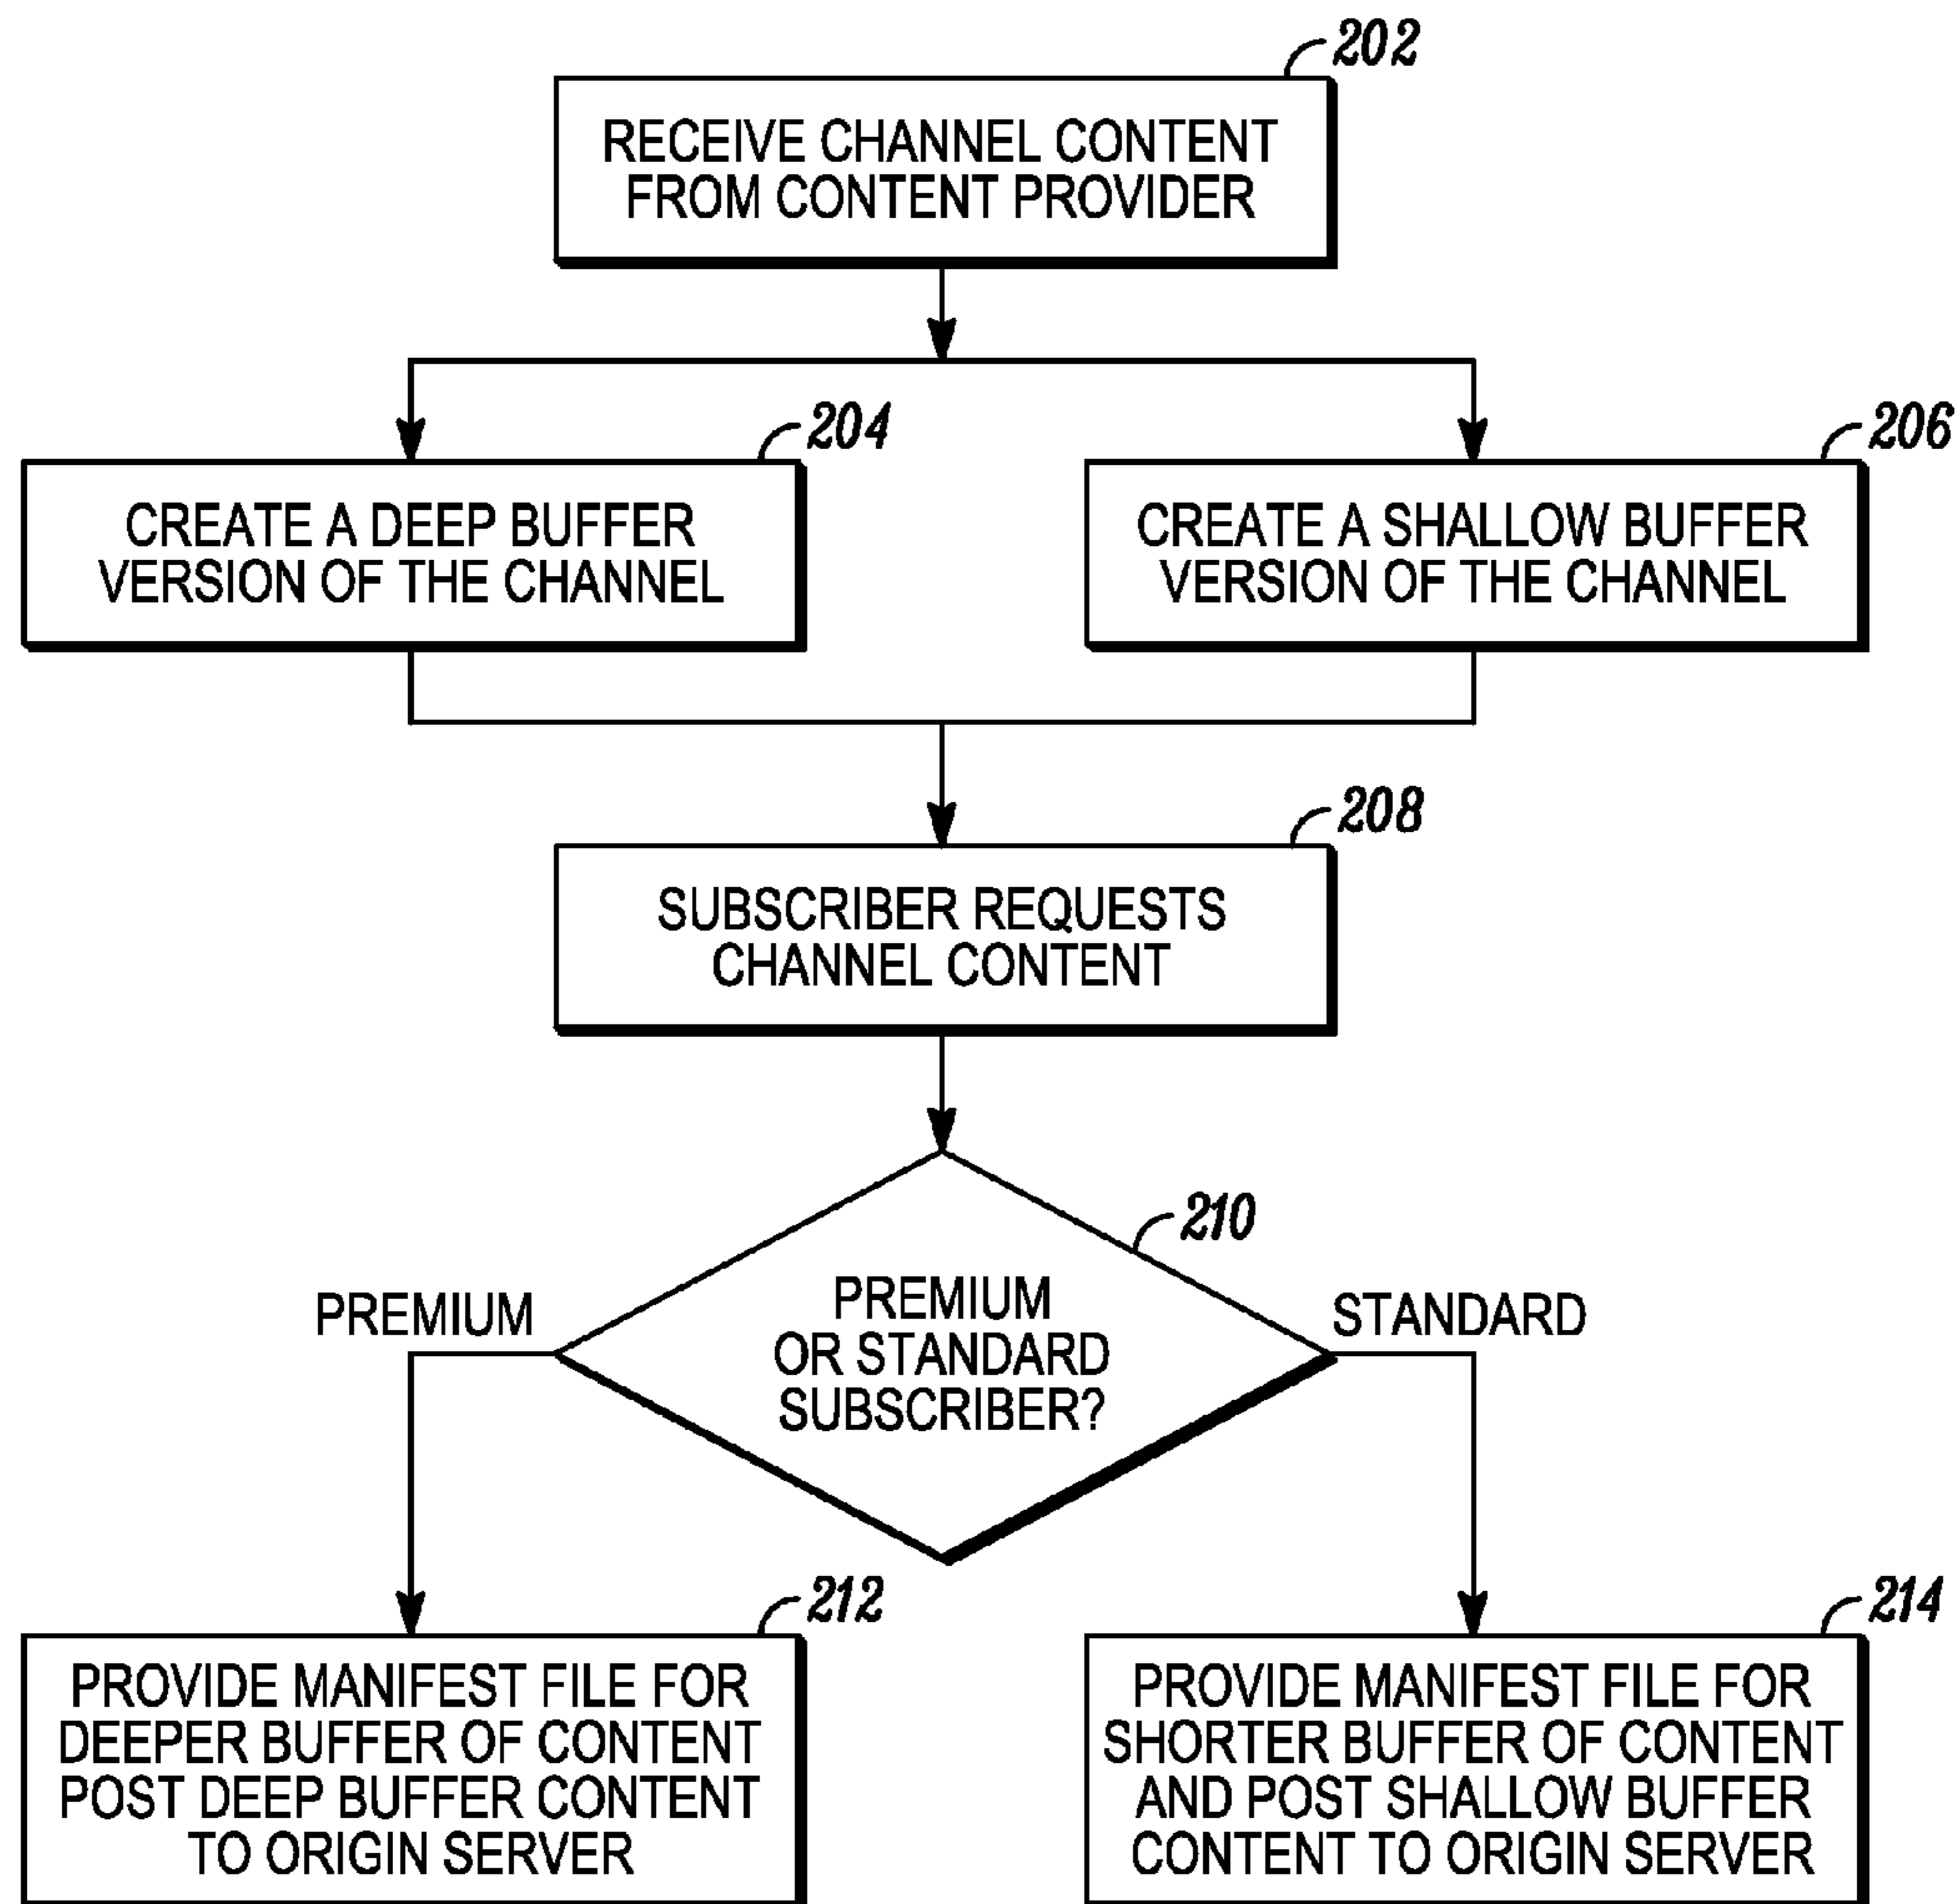 202
RECEIVE CHANNEL CONTENT
FROM CONTENT PROVIDER
204
CREATE A DEEP BUFFER
VERSION OF THE CHANNEL
206
CREATE A SHALLOW BUFFER
VERSION OF THE CHANNEL
208
SUBSCRIBER REQUESTS
CHANNEL CONTENT
210
PREMIUM
OR STANDARD
SUBSCRIBER?
PREMIUM
STANDARD
212
PROVIDE MANIFEST FILE FOR
DEEPER BUFFER OF CONTENT
POST DEEP BUFFER CONTENT
TO ORIGIN SERVER
214
PROVIDE MANIFEST FILE FOR
SHORTER BUFFER OF CONTENT
AND POST SHALLOW BUFFER
CONTENT TO ORIGIN SERVER